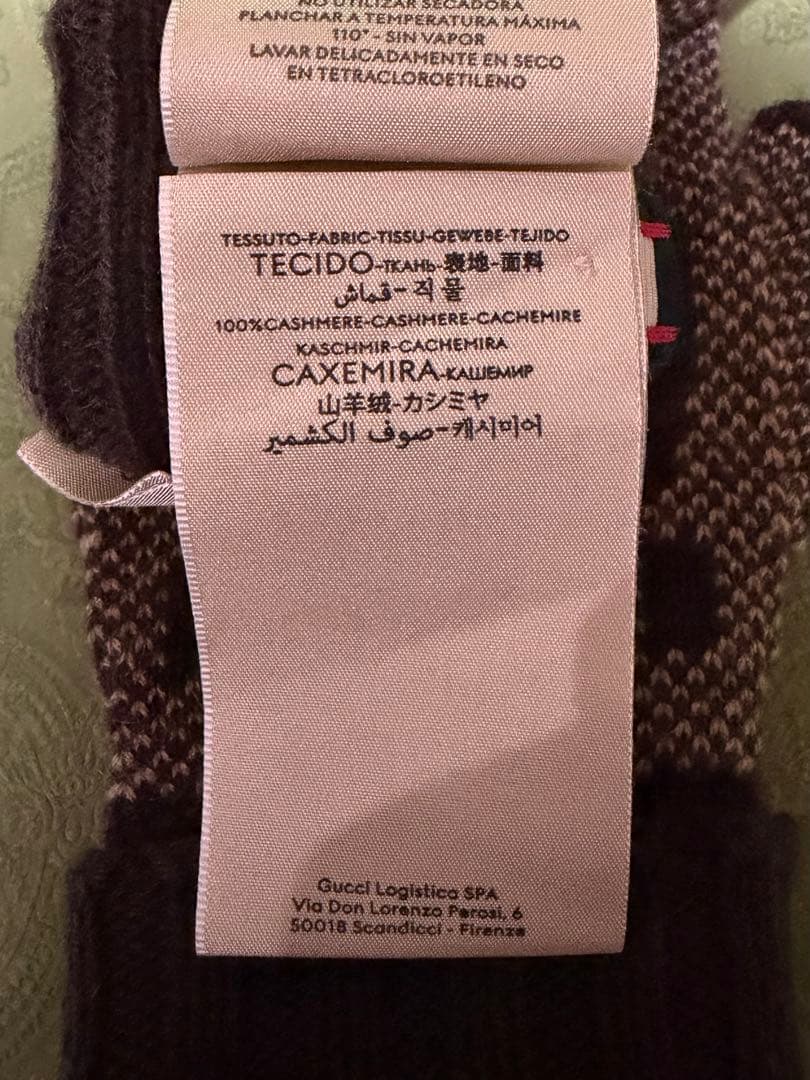 NO UTILIZAR SECADORA
PLANCHAR A TEMPERATURA MÁXIMA
110° - SIN VAPOR
LAVAR DELICADAMENTE EN SECO
EN TETRACLOROETILENO
TESSUTO-FABRIC-TISSU-GEWEBE-TEJIDO
TECIDO-ТКАНЬ-表地-面料
قماش-직물
100%CASHMERE-CASHMERE-CACHEMIRE
KASCHMIR-CACHEMIRA
CAXEMIRA-КАШЕМИР
山羊绒-カシミヤ
صوف الكشمير-캐시미어
Gucci Logistica SPA
Via Don Lorenzo Perosi, 6
50018 Scandicci - Firenze